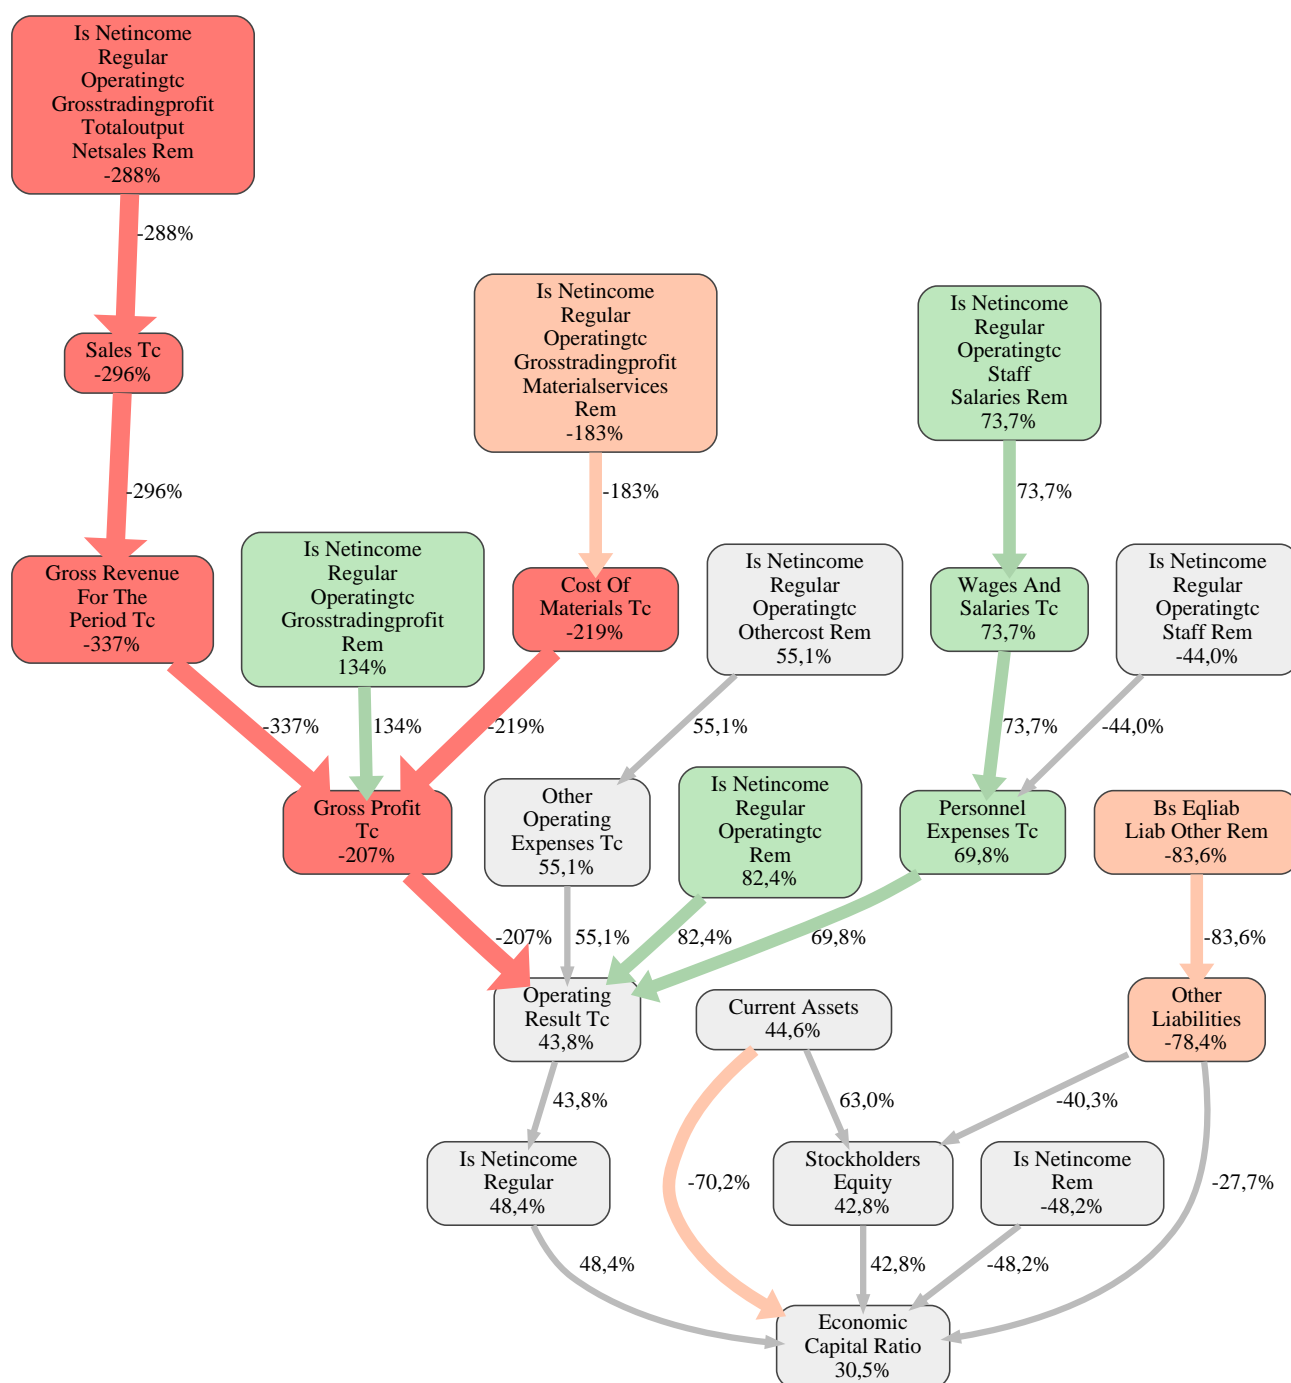 Is Netincome
Regular
Operatingtc
Grosstradingprofit
Totaloutput
Netsales Rem
-288%
-288%
Sales Tc
-296%
Is Netincome
Regular
Operatingtc
Grosstradingprofit
Materialservices
Rem
-183%
Is Netincome
Regular
Operatingtc
Staff
Salaries Rem
73,7%
-296%
-183%
73,7%
Gross Revenue
For The
Period Tc
-337%
Is Netincome
Regular
Operatingtc
Grosstradingprofit
Rem
134%
Cost Of
Materials Tc
-219%
Is Netincome
Regular
Operatingtc
Othercost Rem
55,1%
Wages And
Salaries Tc
73,7%
Is Netincome
Regular
Operatingtc
Staff Rem
-44,0%
-337%
134%
-219%
55,1%
73,7%
-44,0%
Gross Profit
Tc
-207%
Other
Operating
Expenses Tc
55,1%
Is Netincome
Regular
Operatingtc
Rem
82,4%
Personnel
Expenses Tc
69,8%
Bs Eqliab
Liab Other Rem
-83,6%
-207%
55,1%
82,4%
69,8%
-83,6%
Operating
Result Tc
43,8%
Current Assets
44,6%
Other
Liabilities
-78,4%
43,8%
63,0%
-40,3%
Is Netincome
Regular
48,4%
-70,2%
Stockholders
Equity
42,8%
Is Netincome
Rem
-48,2%
-27,7%
48,4%
42,8%
-48,2%
Economic
Capital Ratio
30,5%